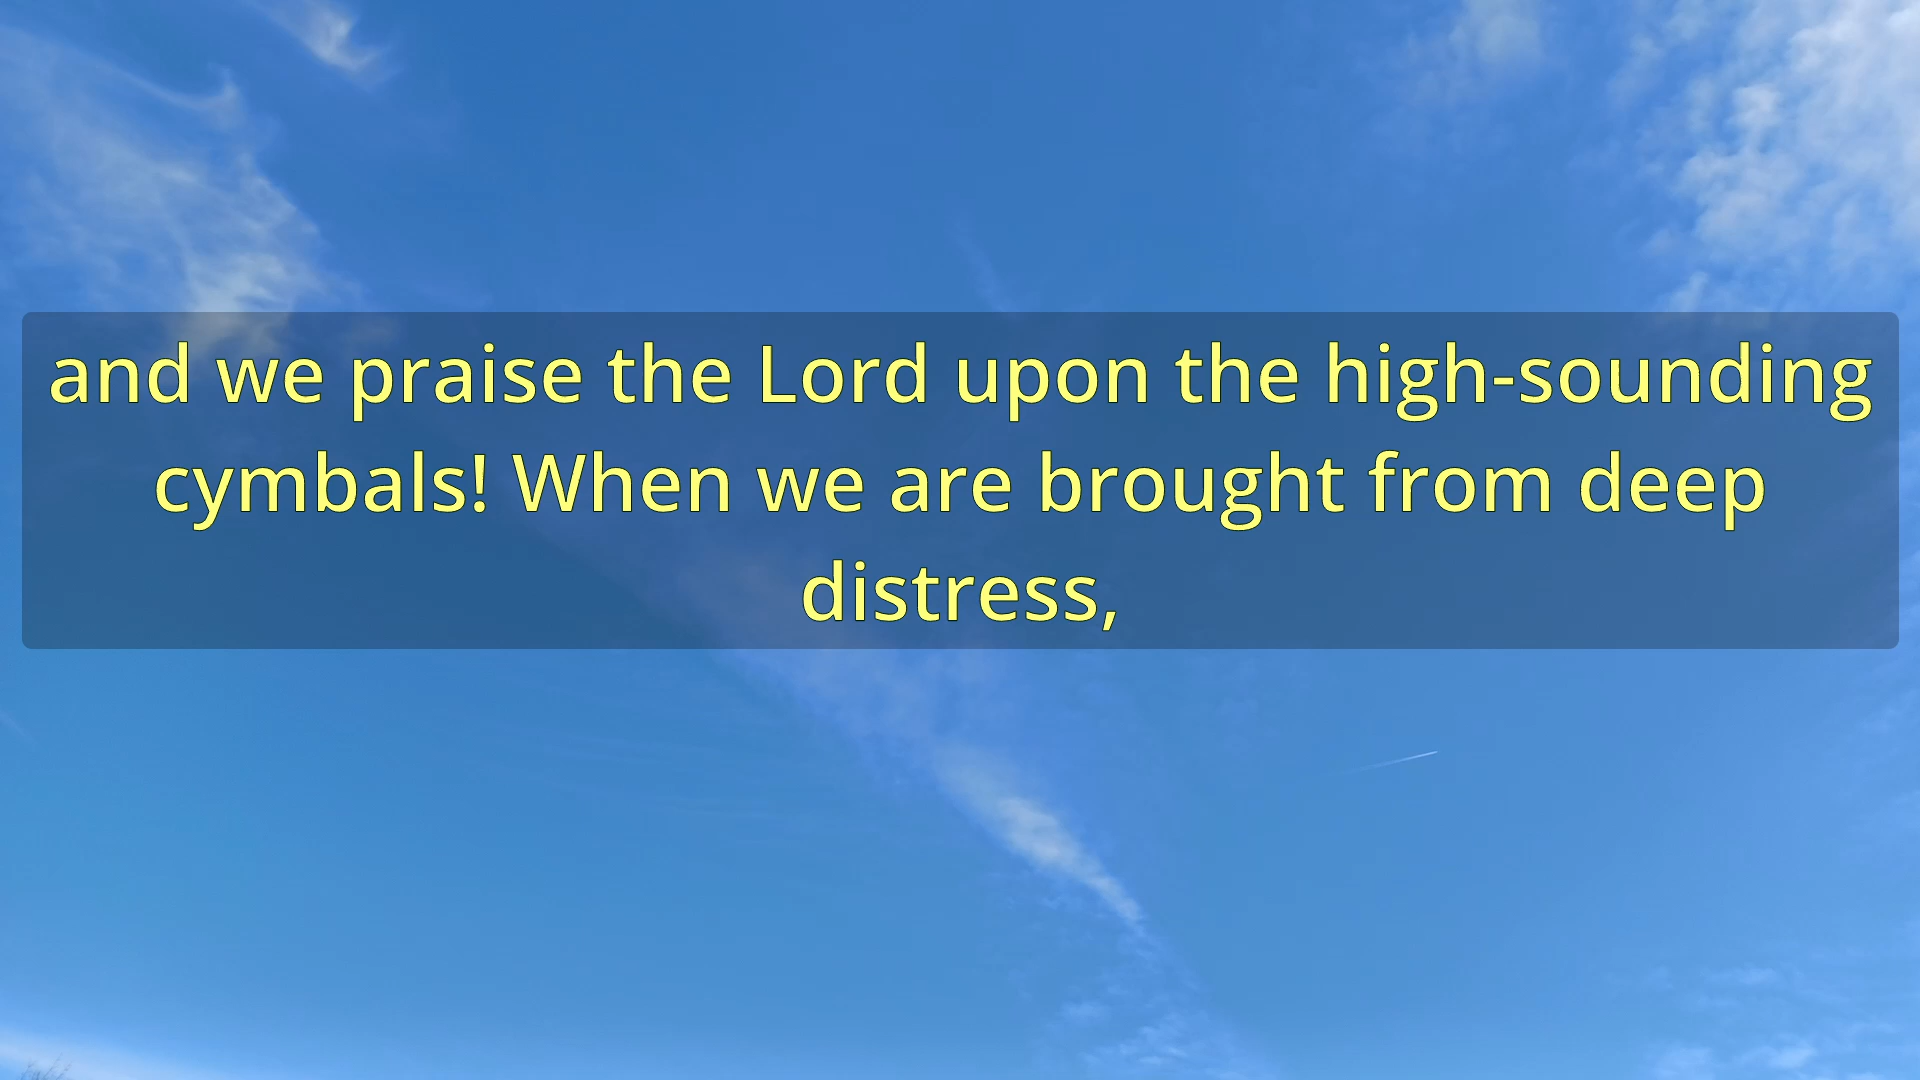 and we praise the Lord upon the high-sounding
cymbals! When we are brought from deep
distress,